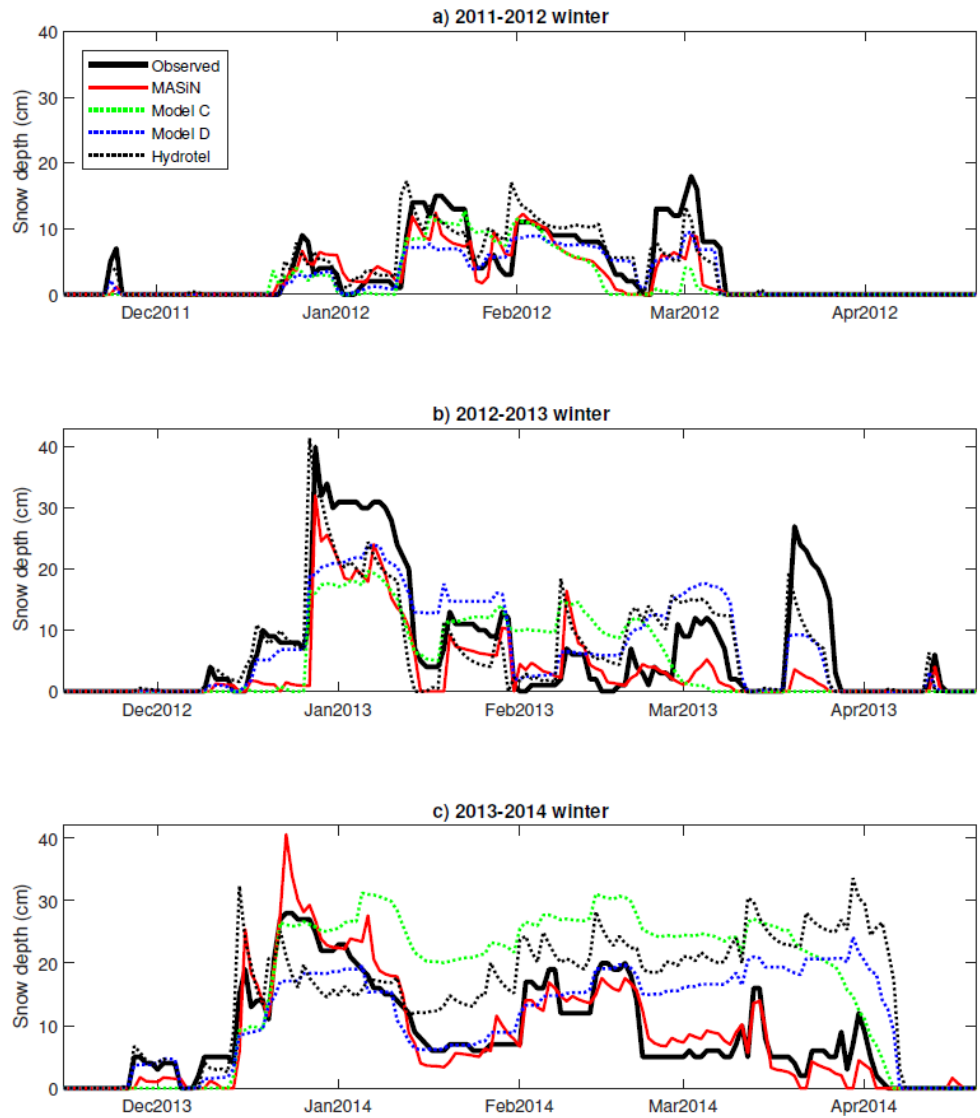 a) 2011-2012 winter
Snow depth (cm)
40
30
20
10
0
Observed
MASiN
Model C
Model D
Hydrotel
Dec2011 Jan2012 Feb2012 Mar2012 Apr2012
b) 2012-2013 winter
Snow depth (cm)
40
30
20
10
0
Dec2012 Jan2013 Feb2013 Mar2013 Apr2013
c) 2013-2014 winter
Snow depth (cm)
40
30
20
10
0
Dec2013 Jan2014 Feb2014 Mar2014 Apr2014